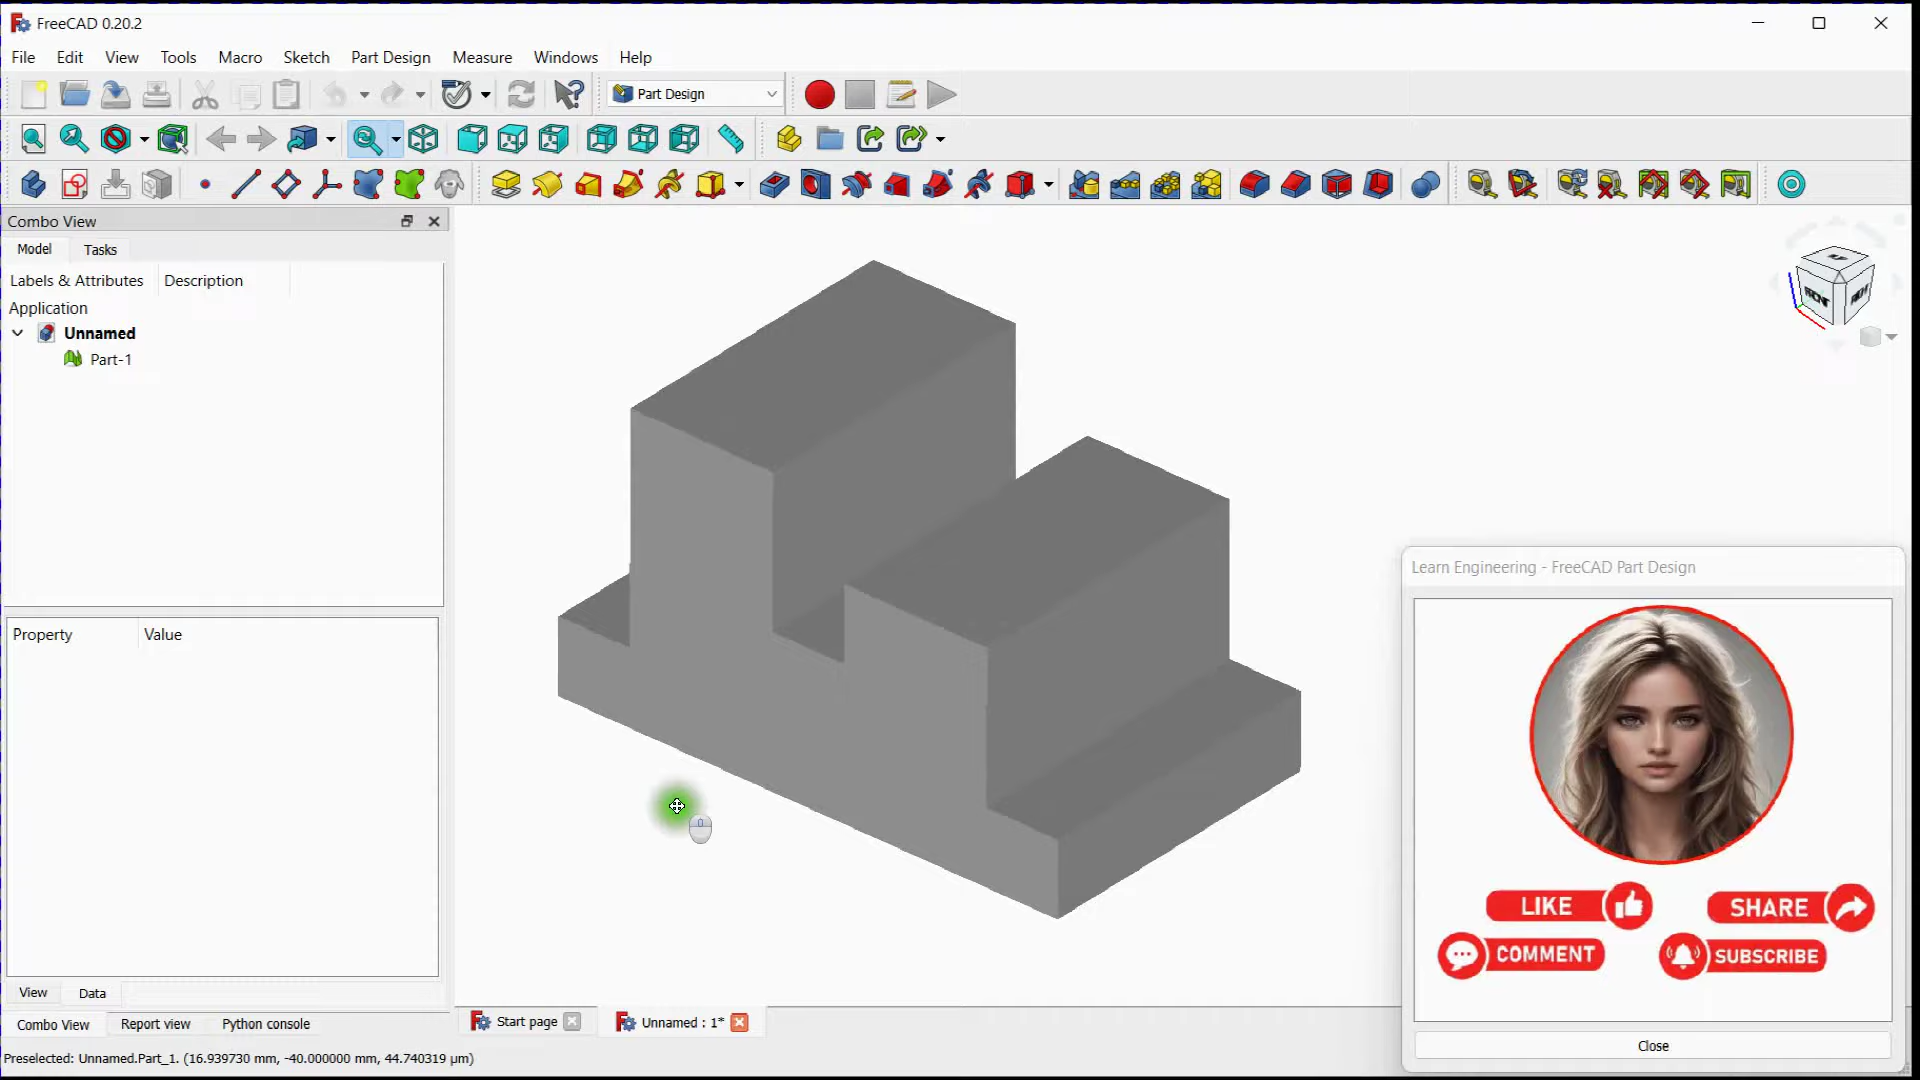 FreeCAD 0.20.2
File Edit View Tools Macro Sketch Part Design Measure Windows Help
Part Design
Combo View
Model Tasks
Labels & Attributes Description
Application
Unnamed
Part-1
FRONT
Property Value
View Data
Combo View Report view Python console
Start page Unnamed : 1*
Preselected: Unnamed.Part_1. (16.939730 mm, -40.000000 mm, 44.740319 μm)
Learn Engineering - FreeCAD Part Design
LIKE SHARE
COMMENT SUBSCRIBE
Close